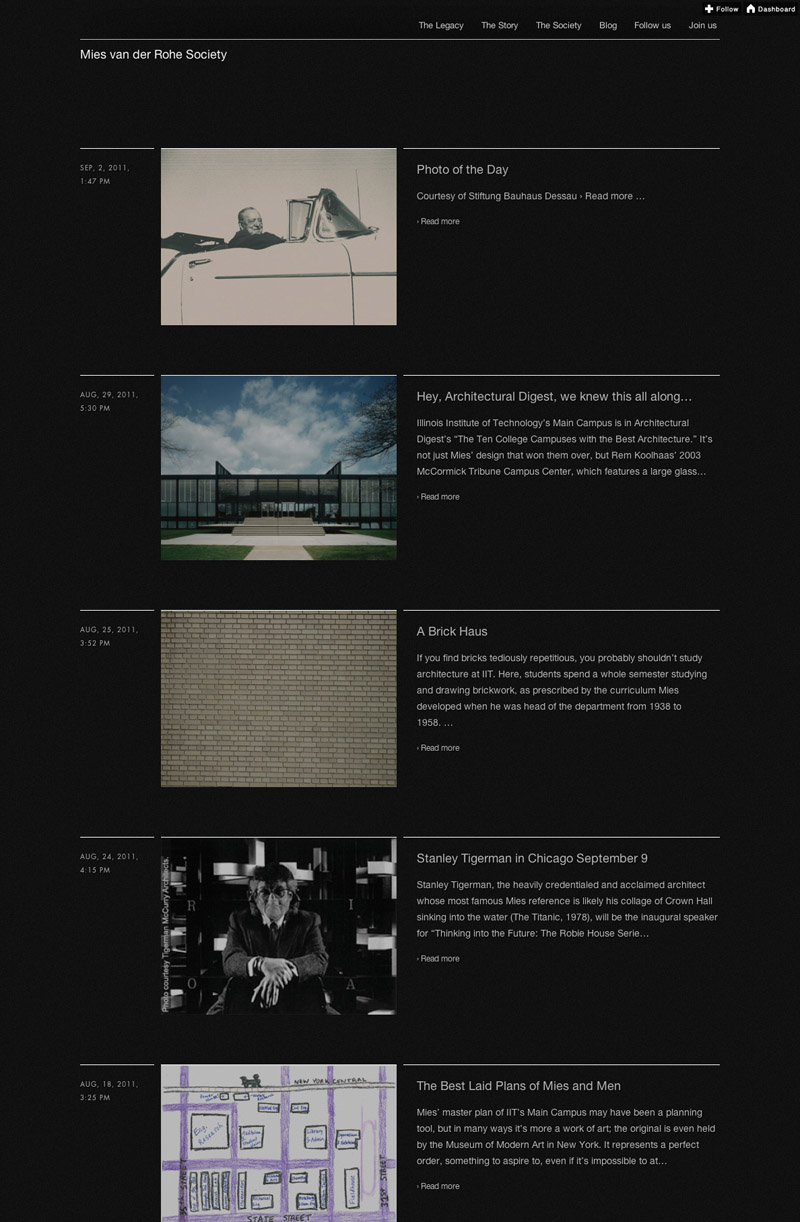 Follow
Dashboard
The Legacy
The Story
The Society
Blog
Follow us
Join us
Mies van der Rohe Society
SEP, 2, 2011,
1:47 PM
Photo of the Day
Courtesy of Stiftung Bauhaus Dessau › Read more …
› Read more
AUG, 29, 2011,
5:30 PM
Hey, Architectural Digest, we knew this all along…
Illinois Institute of Technology’s Main Campus is in Architectural
Digest’s “The Ten College Campuses with the Best Architecture.” It’s
not just Mies’ design that won them over, but Rem Koolhaas’ 2003
McCormick Tribune Campus Center, which features a large glass…
› Read more
AUG, 25, 2011,
3:52 PM
A Brick Haus
If you find bricks tediously repetitious, you probably shouldn’t study
architecture at IIT. Here, students spend a whole semester studying
and drawing brickwork, as prescribed by the curriculum Mies
developed when he was head of the department from 1938 to
1958. …
› Read more
AUG, 24, 2011,
4:15 PM
Photo courtesy Tigerman McCurry Architects.
R I
O A
Stanley Tigerman in Chicago September 9
Stanley Tigerman, the heavily credentialed and acclaimed architect
whose most famous Mies reference is likely his collage of Crown Hall
sinking into the water (The Titanic, 1978), will be the inaugural speaker
for “Thinking into the Future: The Robie House Serie…
› Read more
AUG, 18, 2011,
3:25 PM
NEW YORK CENTRAL
Eng.
Research
Library
Fieldhouse
35th STREET
31st STREET
STATE STREET
The Best Laid Plans of Mies and Men
Mies’ master plan of IIT’s Main Campus may have been a planning
tool, but in many ways it’s more a work of art; the original is even held
by the Museum of Modern Art in New York. It represents a perfect
order, something to aspire to, even if it’s impossible to at…
› Read more